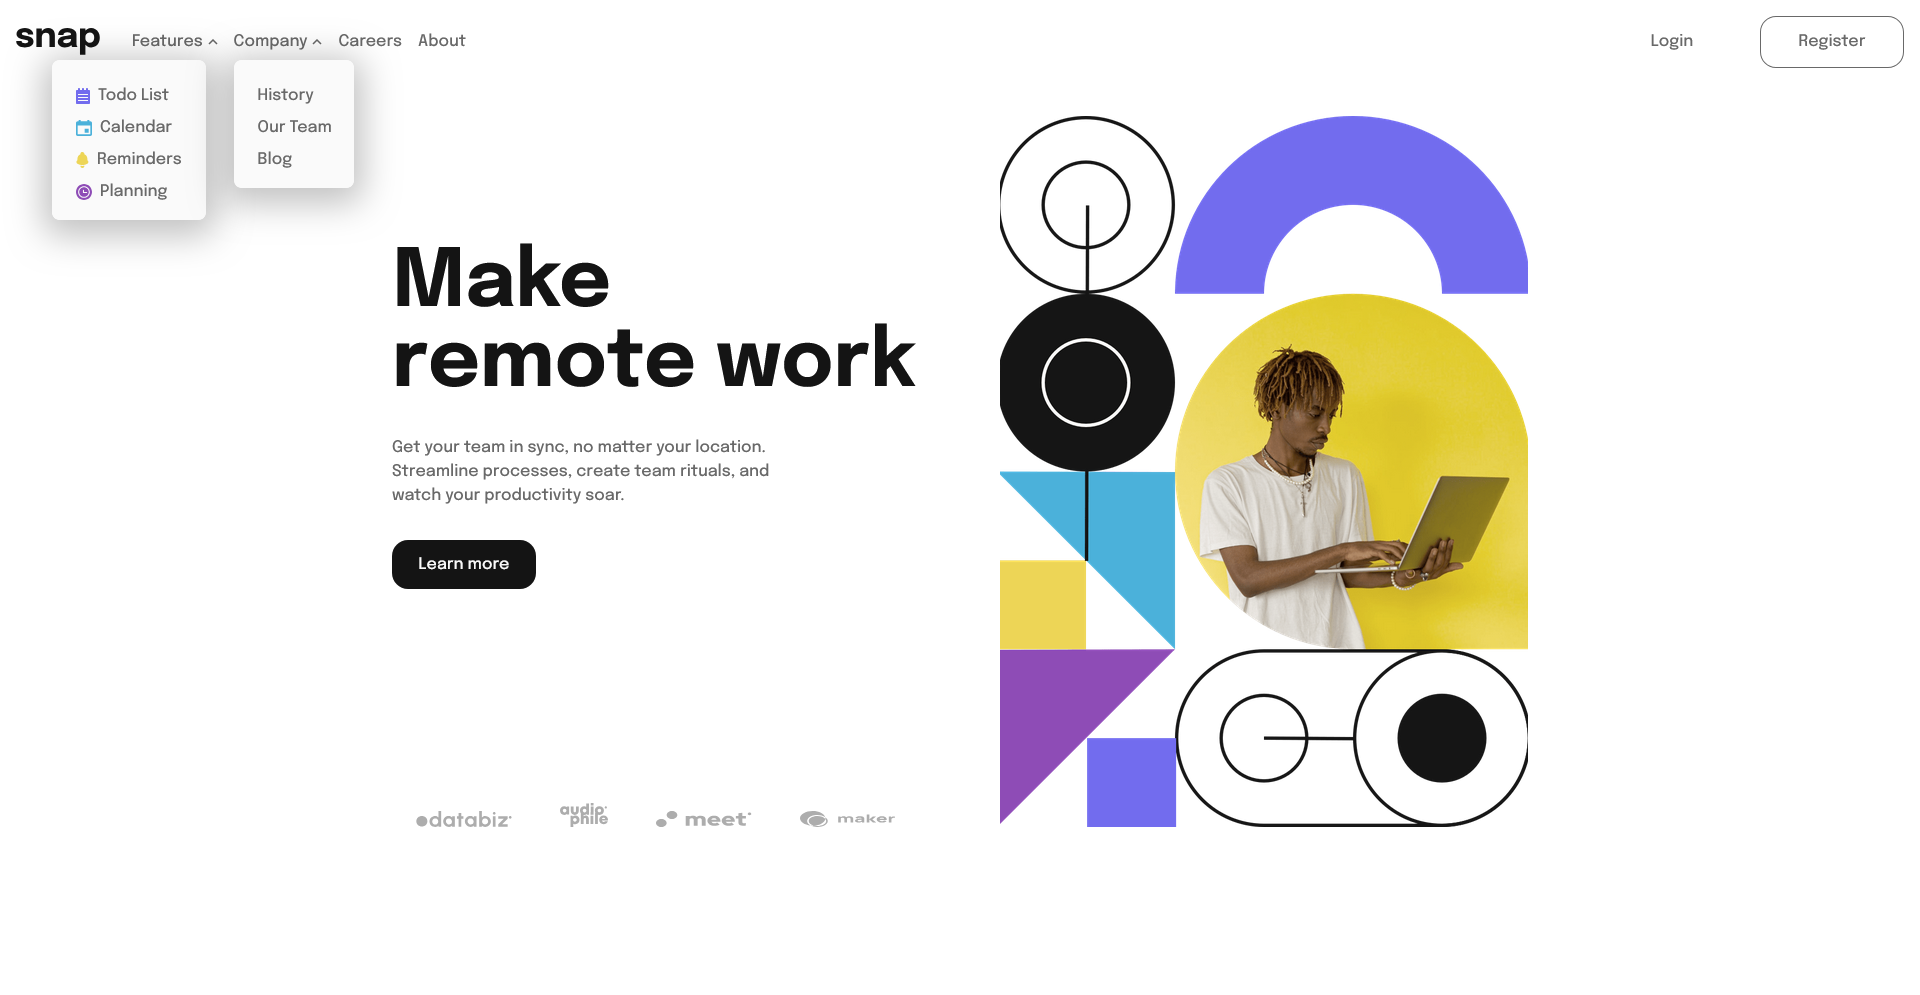 snap
Features
Company
Careers
About
Login
Register
Todo List
Calendar
Reminders
Planning
History
Our Team
Blog
Make
remote work
Get your team in sync, no matter your location.
Streamline processes, create team rituals, and
watch your productivity soar.
Learn more
databiz
audio
phile
meet
maker